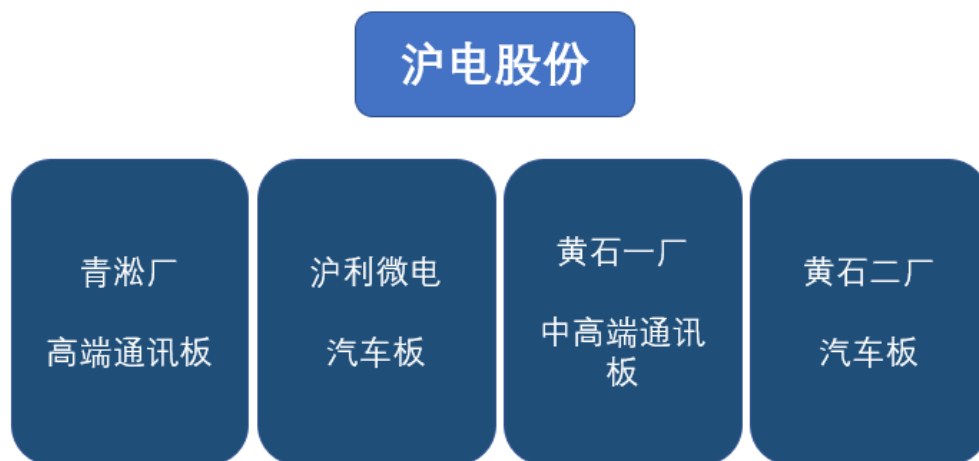 沪电股份
青淞厂
高端通讯板
沪利微电
汽车板
黄石一厂
中高端通讯
板
黄石二厂
汽车板